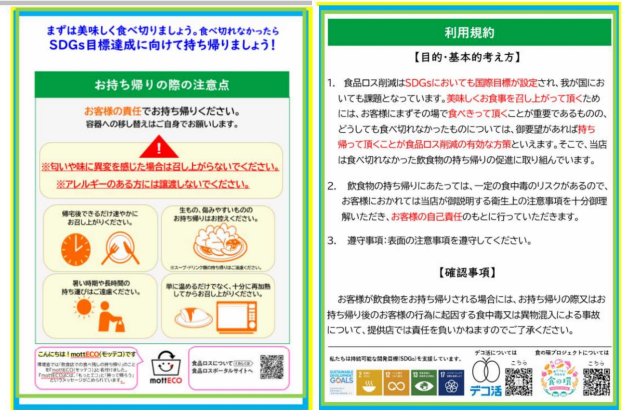 まずは美味しく食べ切りましょう。食べ切れなかったら
SDGs目標達成に向けて持ち帰りましょう!
お持ち帰りの際の注意点
お客様の責任でお持ち帰りください。
容器への移し替えはご自身でお願いします。
※匂いや味に異変を感じた場合は召し上がらないでください。
※アレルギーのある方には譲渡しないでください。
帰宅後できるだけ速やかに
お召し上がりください。
生もの、傷みやすいものの
お持ち帰りはお控えください。
※スープ・ドリンク類の持ち帰りはご遠慮ください。
暑い時期や長時間の
持ち運びはご遠慮ください。
単に温めるだけでなく、十分に再加熱
してからお召し上がりください。
こんにちは!mottECO(モッテコ)です
mottECO
食品ロスについて
食品ロスポータルサイトへ
利用規約
【目的・基本的考え方】
1. 食品ロス削減はSDGsにおいても国際目標が設定され、我が国にお
いても課題となっています。美味しくお食事を召し上がって頂くため
には、お客様にまずその場で食べきって頂くことが重要であるものの、
どうしても食べ切れなかったものについては、御要望があれば持ち
帰って頂くことが食品ロス削減の有効な方策といえます。そこで、当店
は食べ切れなかった飲食物の持ち帰りの促進に取り組んでいます。
2. 飲食物の持ち帰りにあたっては、一定の食中毒のリスクがあるので、
お客様におかれては当店が御説明する衛生上の注意事項を十分御理
解いただき、お客様の自己責任のもとに行っていただきます。
3. 遵守事項：表面の注意事項を遵守してください。
【確認事項】
お客様が飲食物をお持ち帰りされる場合には、お持ち帰りの際又はお
持ち帰り後のお客様の行為に起因する食中毒又は異物混入による事故
について、提供店では責任を負いかねますのでご了承ください。
私たちは持続可能な開発目標(SDGs)を支援しています。
SUSTAINABLE
DEVELOPMENT
GOALS
2
12
13
17
デコ活については
こちら
デコ活
食の環プロジェクトについては
こちら
食の環